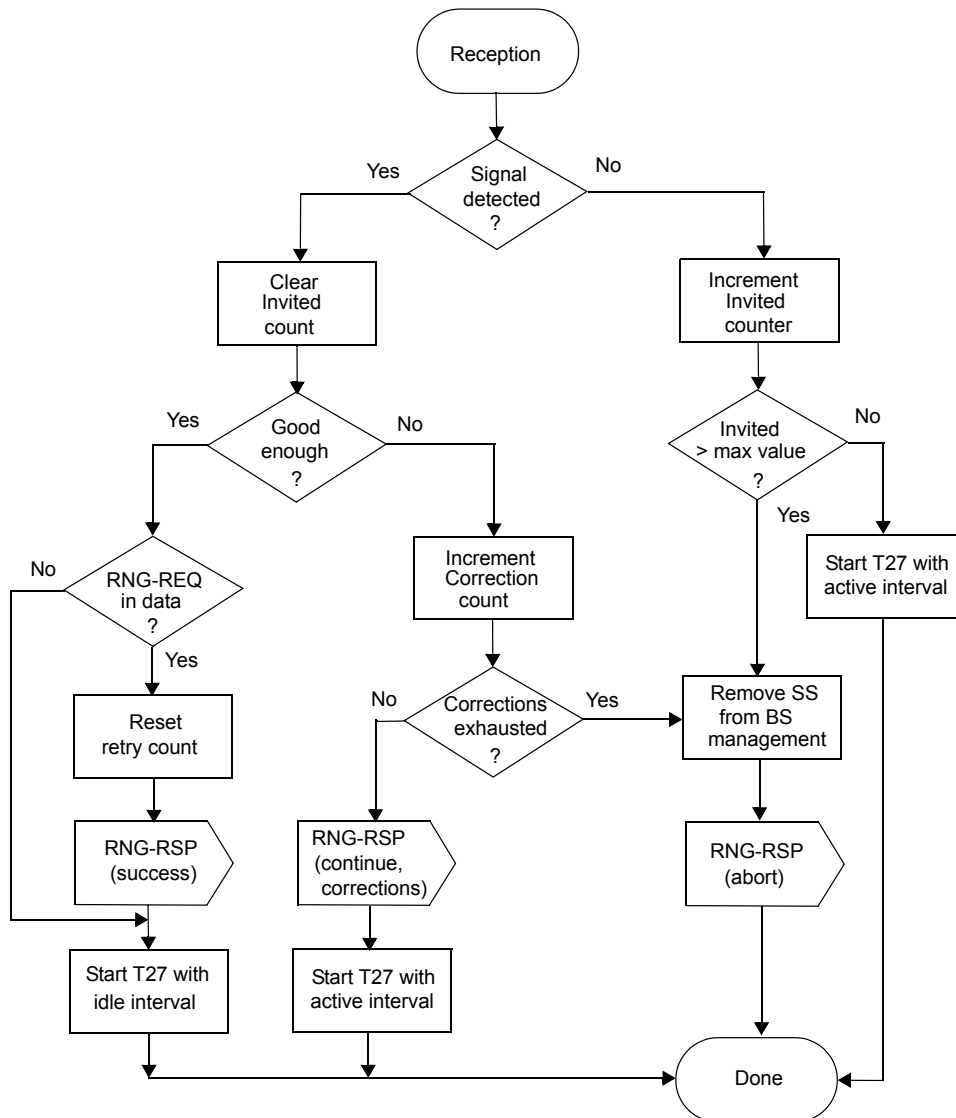 Reception
Yes
No
Signal
detected
?
Clear
Invited
count
Increment
Invited
counter
Yes
Good
enough
?
No
Invited
> max value
?
No
Yes
No
RNG-REQ
in data
?
Yes
Increment
Correction
count
Start T27 with
active interval
Reset
retry count
No
Corrections
exhausted
?
Yes
Remove SS
from BS
management
RNG-RSP
(success)
RNG-RSP
(continue,
corrections)
RNG-RSP
(abort)
Start T27 with
idle interval
Start T27 with
active interval
Done